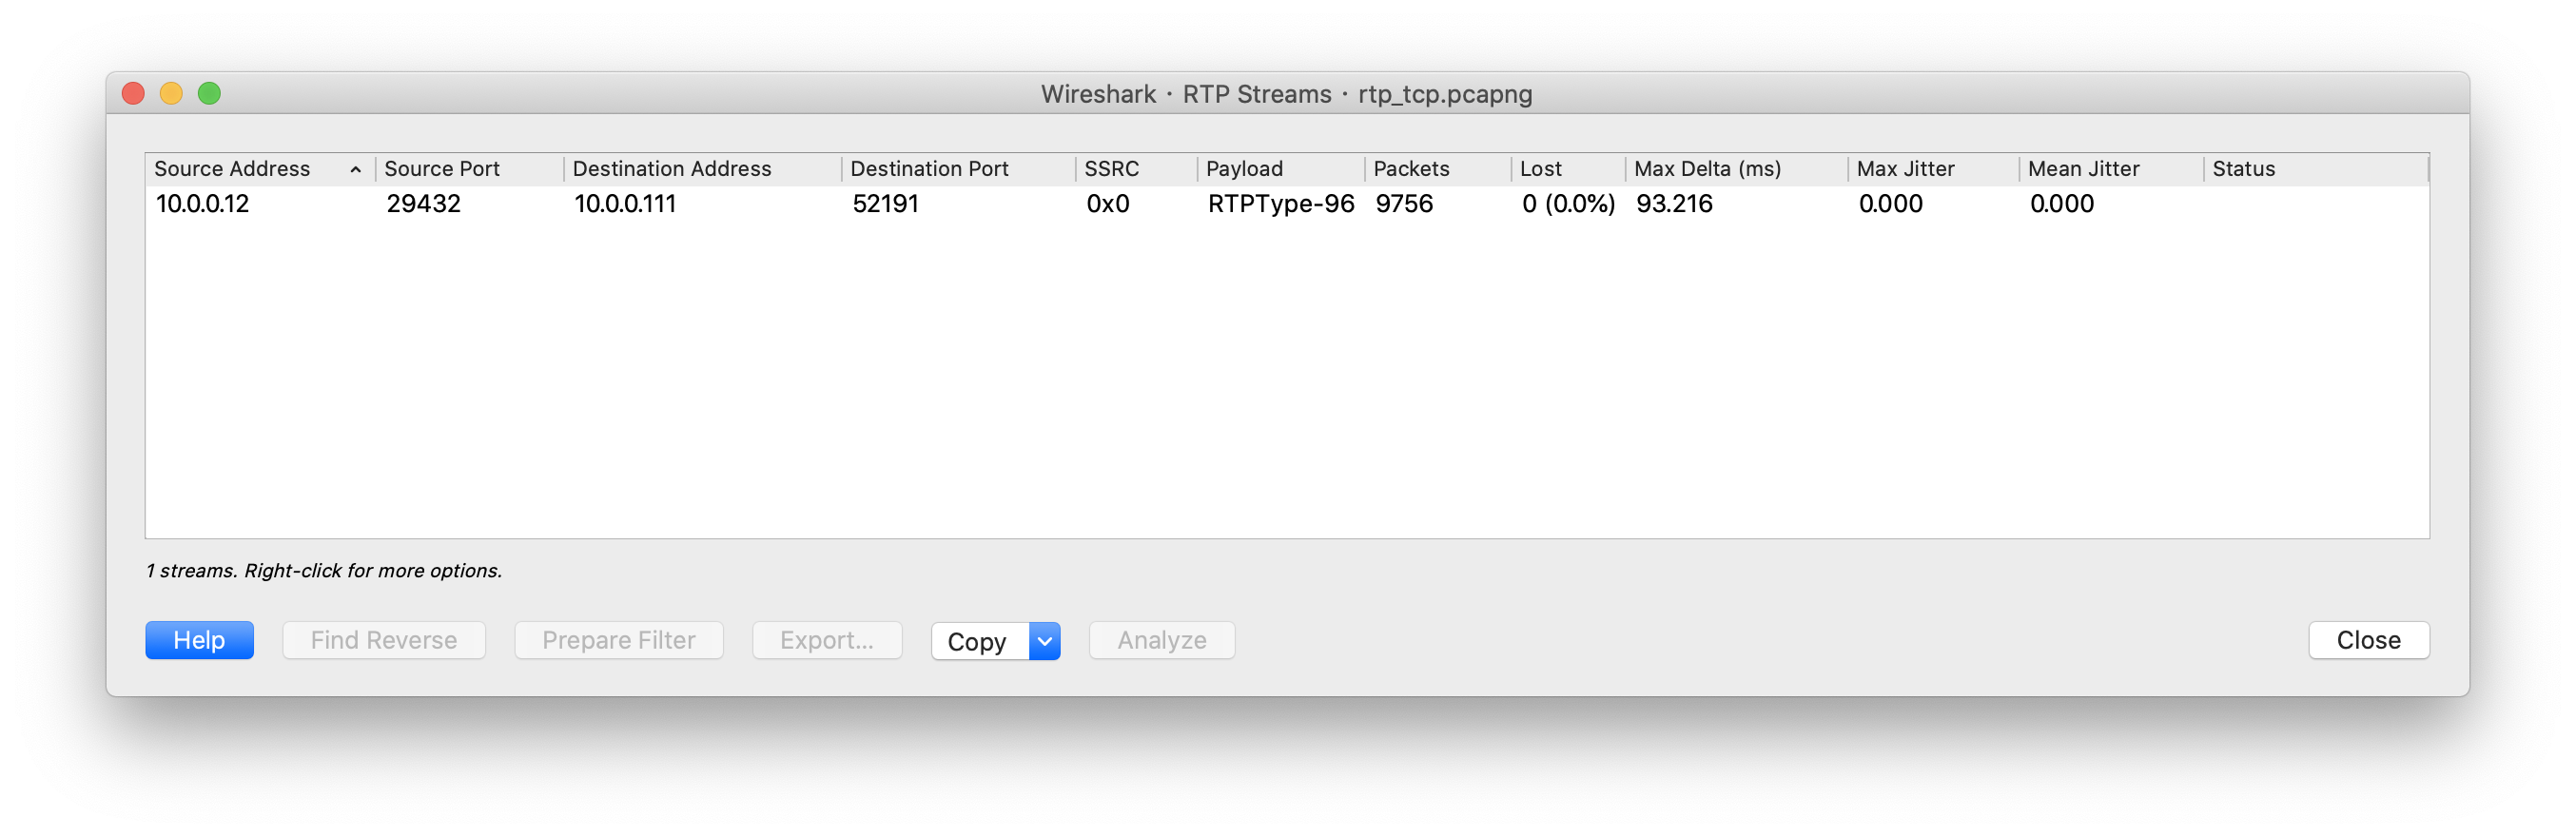 Wireshark · RTP Streams · rtp_tcp.pcapng
Source Address Source Port Destination Address Destination Port SSRC Payload Packets Lost Max Delta (ms) Max Jitter Mean Jitter Status
10.0.0.12 29432 10.0.0.111 52191 0x0 RTPType-96 9756 0 (0.0%) 93.216 0.000 0.000
1 streams. Right-click for more options.
Help Find Reverse Prepare Filter Export... Copy Analyze Close